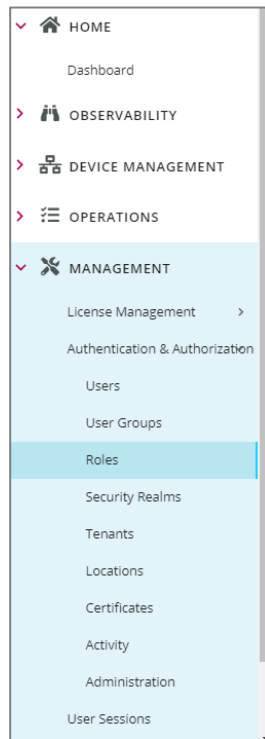 HOME
Dashboard
OBSERVABILITY
DEVICE MANAGEMENT
OPERATIONS
MANAGEMENT
License Management
Authentication & Authorization
Users
User Groups
Roles
Security Realms
Tenants
Locations
Certificates
Activity
Administration
User Sessions